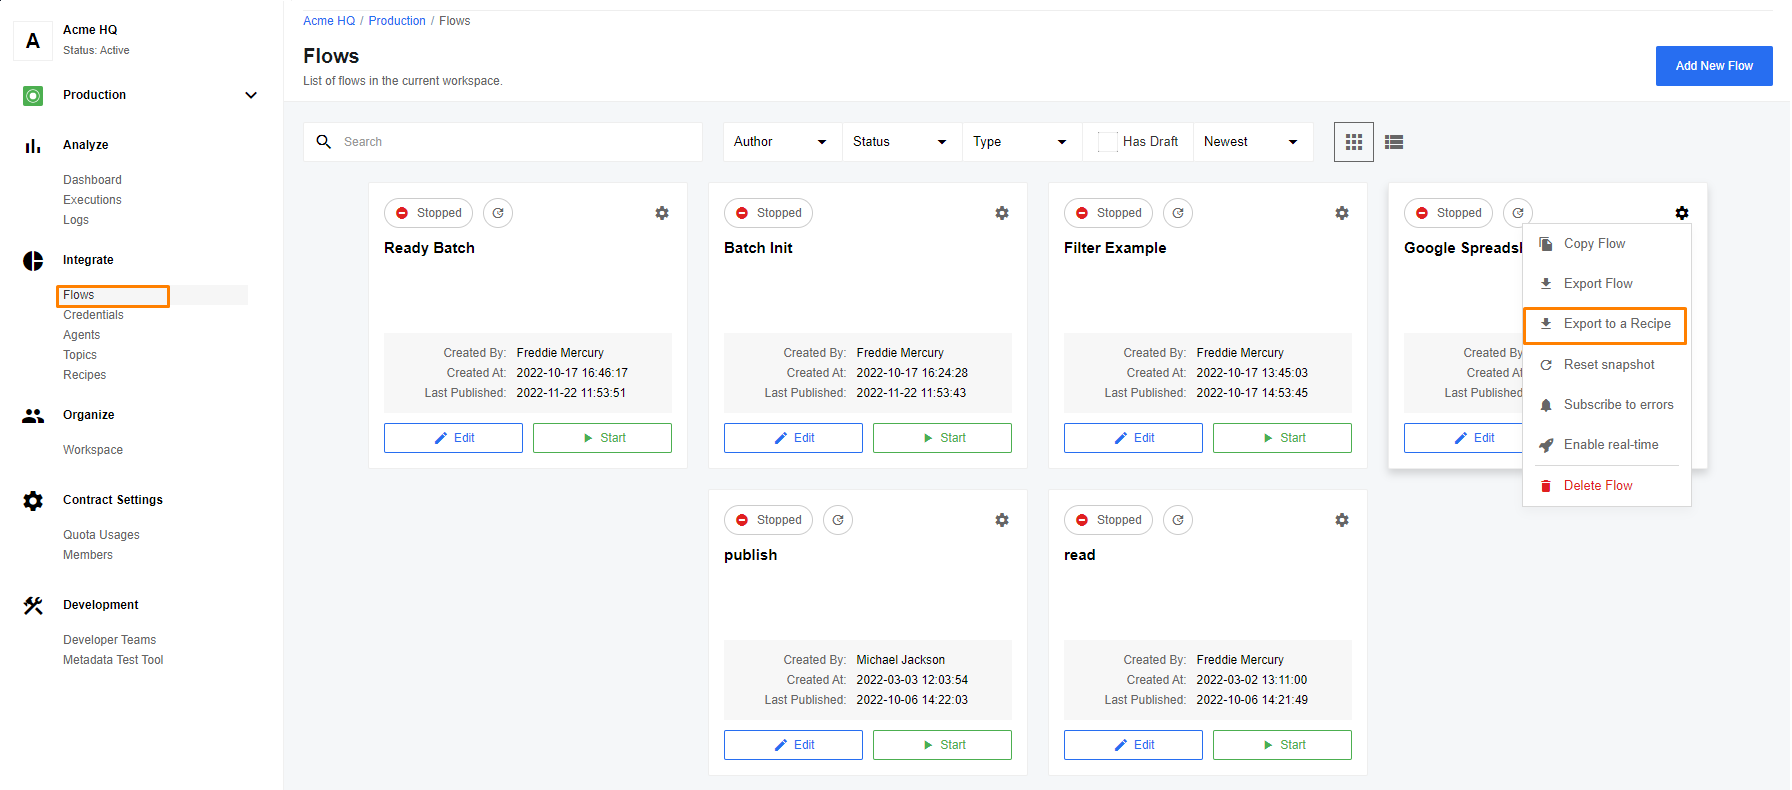 A
Acme HQ
Status: Active
Production
Analyze
Dashboard
Executions
Logs
Integrate
Flows
Credentials
Agents
Topics
Recipes
Organize
Workspace
Contract Settings
Quota Usages
Members
Development
Developer Teams
Metadata Test Tool
Acme HQ / Production / Flows
Flows
List of flows in the current workspace.
Add New Flow
Search
Author
Status
Type
Has Draft
Newest
Stopped
Ready Batch
Created By: Freddie Mercury
Created At: 2022-10-17 16:46:17
Last Published: 2022-11-22 11:53:51
Edit
Start
Stopped
Batch Init
Created By: Freddie Mercury
Created At: 2022-10-17 16:24:28
Last Published: 2022-11-22 11:53:43
Edit
Start
Stopped
Filter Example
Created By: Freddie Mercury
Created At: 2022-10-17 13:45:03
Last Published: 2022-10-17 14:53:45
Edit
Start
Stopped
Google Spreads
Created By
Created At
Last Published
Edit
Copy Flow
Export Flow
Export to a Recipe
Reset snapshot
Subscribe to errors
Enable real-time
Delete Flow
Stopped
publish
Created By: Michael Jackson
Created At: 2022-03-03 12:03:54
Last Published: 2022-10-06 14:22:03
Edit
Start
Stopped
read
Created By: Freddie Mercury
Created At: 2022-03-02 13:11:00
Last Published: 2022-10-06 14:21:49
Edit
Start